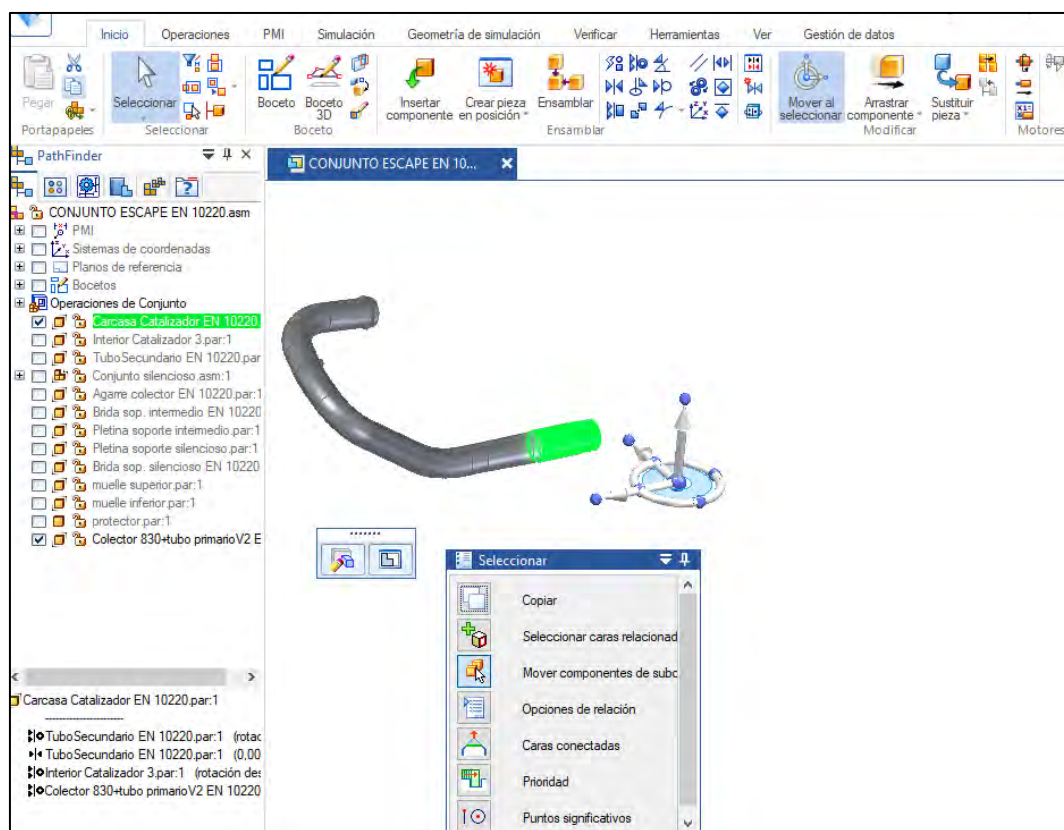 Inicio Operaciones PMI Simulación Geometría de simulación Verificar Herramientas Ver Gestión de datos
Pegar
Seleccionar
Boceto
Boceto
3D
Insertar
componente
Crear pieza
en posición
Ensamblar
Mover al
seleccionar
Arrastrar
componente
Sustituir
pieza
Portapapeles Seleccionar Boceto Ensamblar Modificar Motores
PathFinder
CONJUNTO ESCAPE EN 10...
CONJUNTO ESCAPE EN 10220.asm
PMI
Sistemas de coordenadas
Planos de referencia
Bocetos
Operaciones de Conjunto
Carcasa Catalizador EN 10220.
Interior Catalizador 3.par:1
TuboSecundario EN 10220.par
Conjunto silencioso.asm:1
Agarre colector EN 10220.par:1
Brida sop. intermedio EN 10220
Pletina soporte intermedio.par:1
Pletina soporte silencioso.par:1
Brida sop. silencioso EN 10220
muelle superior.par:1
muelle inferior.par:1
protector.par:1
Colector 830+tubo primarioV2 E
Seleccionar
Copiar
Seleccionar caras relacionad
Mover componentes de subc
Opciones de relación
Caras conectadas
Prioridad
Puntos significativos
Carcasa Catalizador EN 10220.par:1
----------------------
TuboSecundario EN 10220.par:1 (rotac
TuboSecundario EN 10220.par:1 (0,00
Interior Catalizador 3.par:1 (rotación des
Colector 830+tubo primarioV2 EN 10220